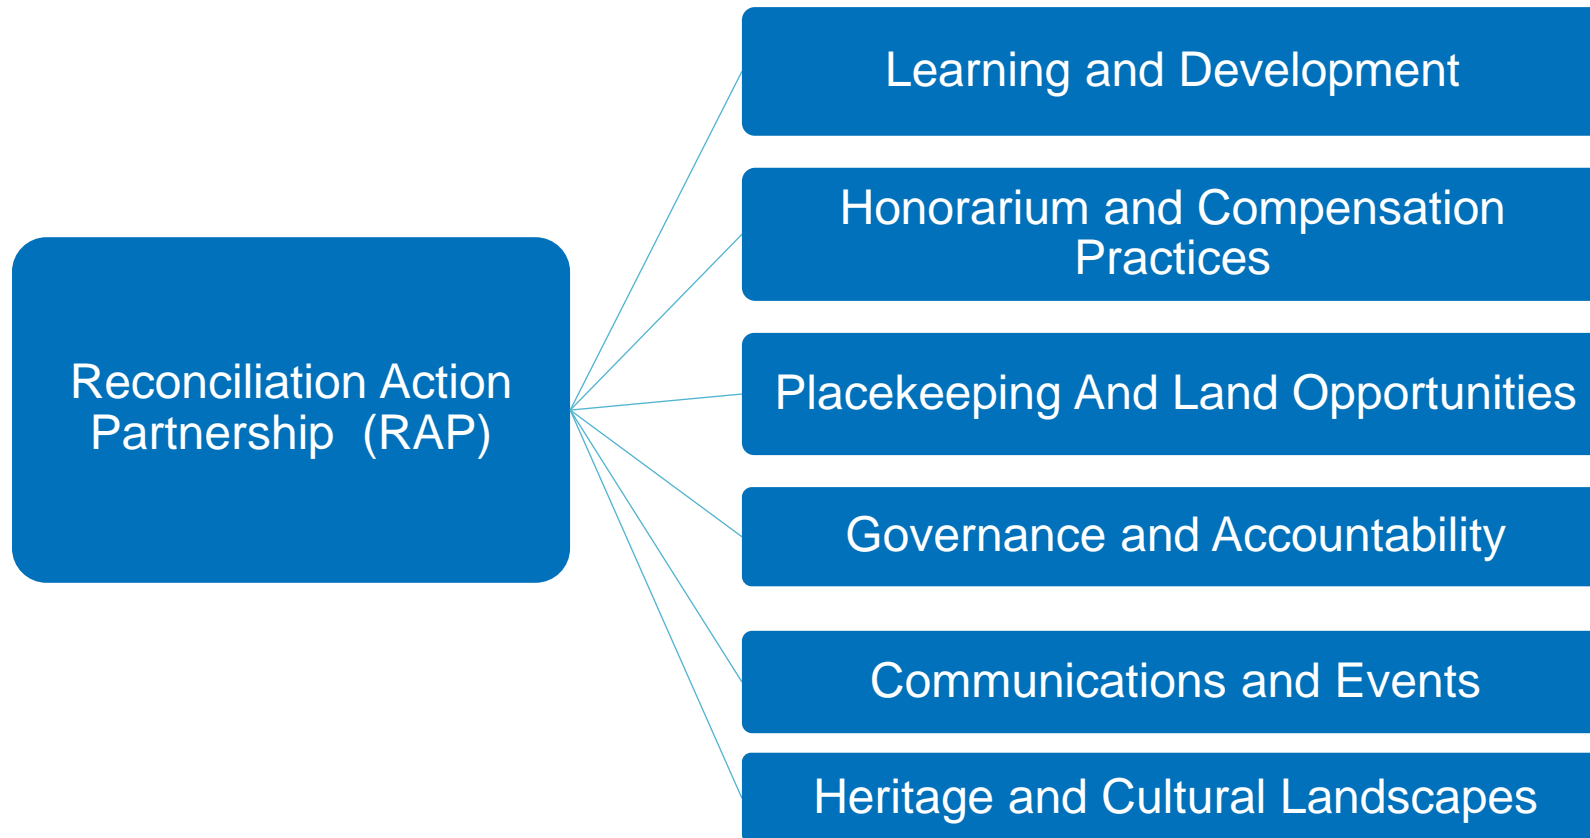 Learning and Development
Honorarium and Compensation
Practices
Reconciliation Action
Partnership  (RAP)
Placekeeping And Land Opportunities
Governance and Accountability
Communications and Events
Heritage and Cultural Landscapes